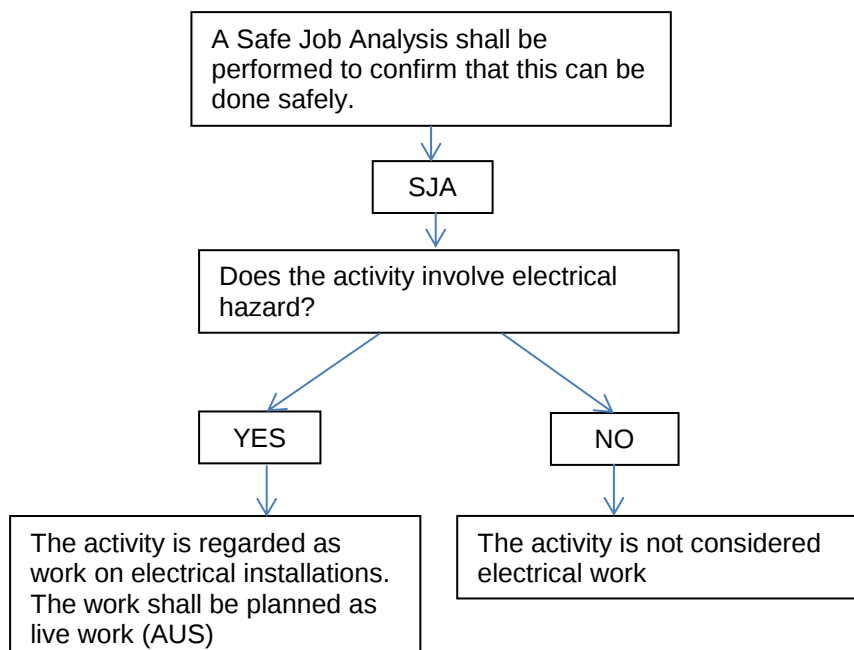 A Safe Job Analysis shall be
performed to confirm that this can be
done safely.
SJA
Does the activity involve electrical
hazard?
YES
NO
The activity is regarded as
work on electrical installations.
The work shall be planned as
live work (AUS)
The activity is not considered
electrical work